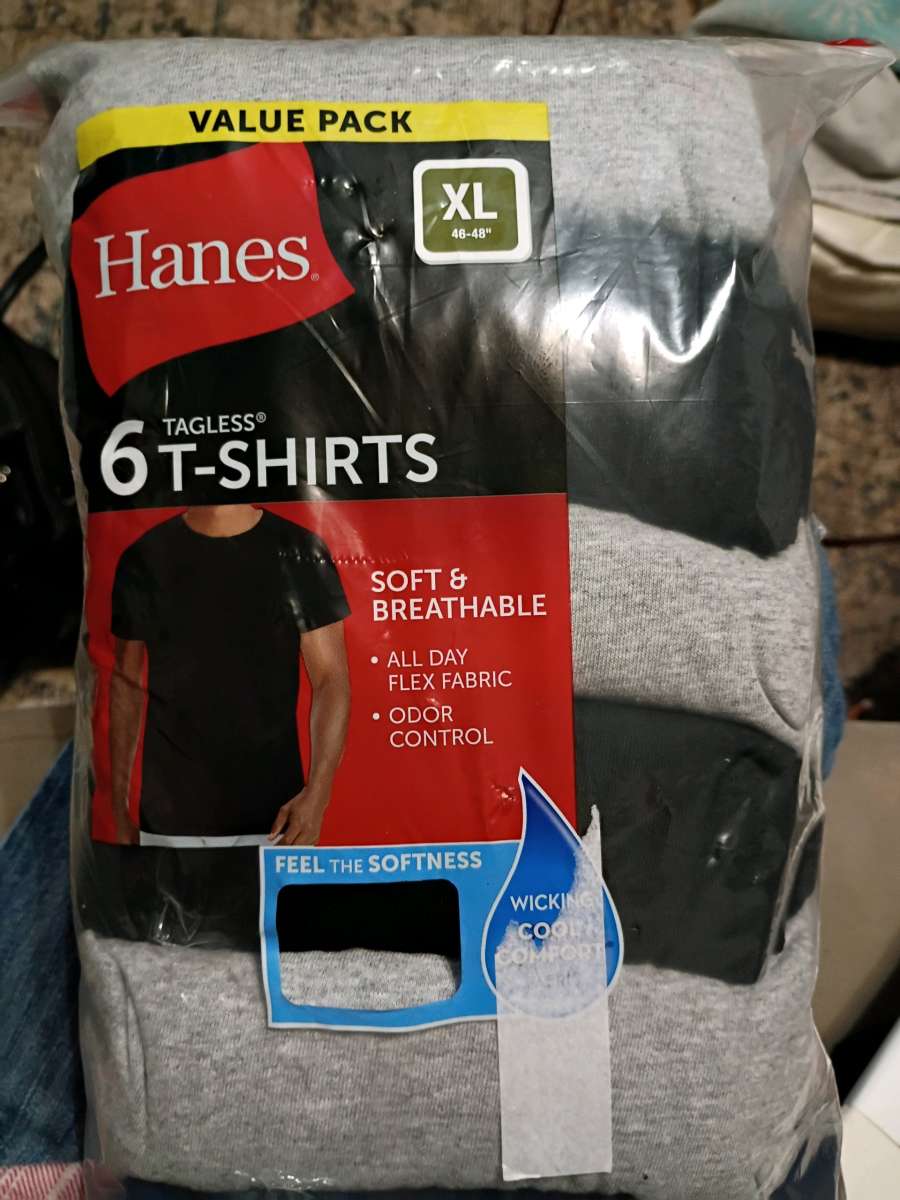 VALUE PACK
Hanes®
XL
46-48"
6 TAGLESS®
T-SHIRTS
SOFT &
BREATHABLE
• ALL DAY
FLEX FABRIC
• ODOR
CONTROL
FEEL THE SOFTNESS
WICKING
COOL
COMFORT